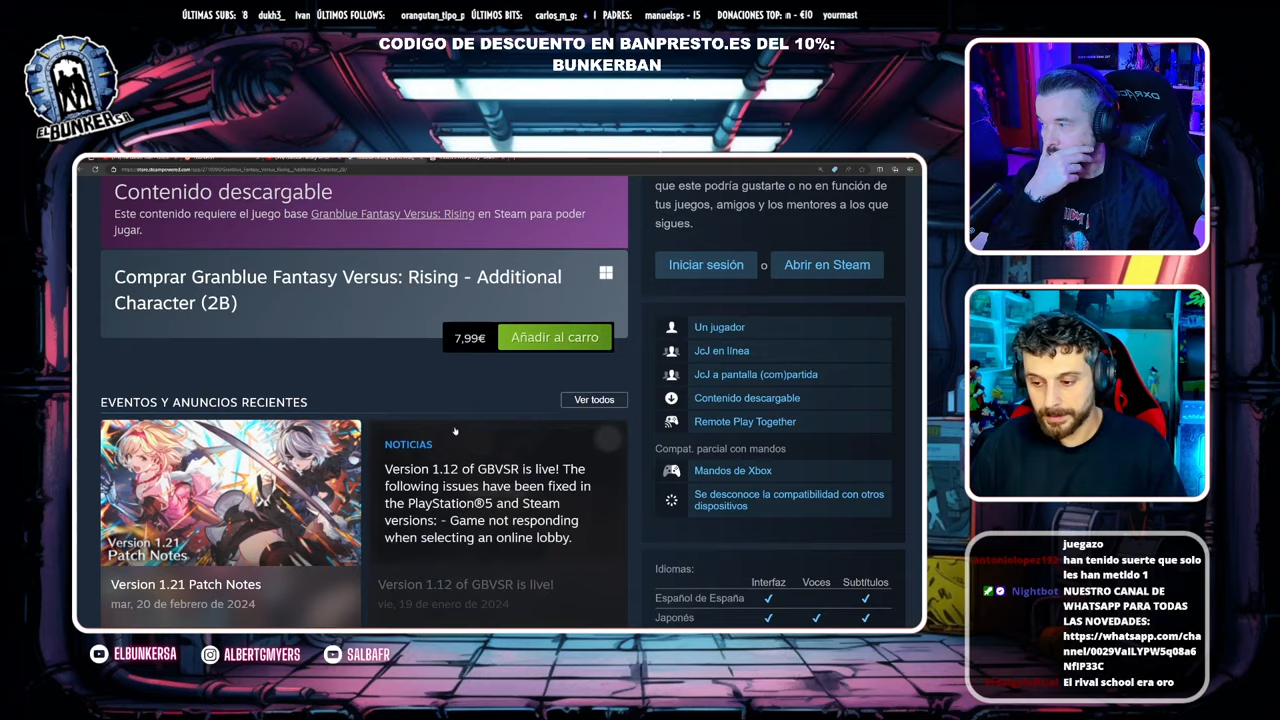 ÚLTIMAS SUBS: '8 dukh3_ Ivan ÚLTIMOS FOLLOWS: orangutan_tipo_p ÚLTIMOS BITS: carlos_m_g: PADRES: manuelsps - 15 DONACIONES TOP: n - €10 yourmast
CODIGO DE DESCUENTO EN BANPRESTO.ES DEL 10%:
BUNKERBAN
EL BUNKER S.A
Contenido descargable
Este contenido requiere el juego base Granblue Fantasy Versus: Rising en Steam para poder
jugar.
Comprar Granblue Fantasy Versus: Rising - Additional
Character (2B)
7,99€ Añadir al carro
EVENTOS Y ANUNCIOS RECIENTES Ver todos
Version 1.21
Patch Notes
Version 1.21 Patch Notes
mar, 20 de febrero de 2024
NOTICIAS
Version 1.12 of GBVSR is live! The
following issues have been fixed in
the PlayStation®5 and Steam
versions: - Game not responding
when selecting an online lobby.
Version 1.12 of GBVSR is live!
vie, 19 de enero de 2024
que este podría gustarte o no en función de
tus juegos, amigos y los mentores a los que
sigues.
Iniciar sesión o Abrir en Steam
Un jugador
JcJ en línea
JcJ a pantalla (com)partida
Contenido descargable
Remote Play Together
Compat. parcial con mandos
Mandos de Xbox
Se desconoce la compatibilidad con otros
dispositivos
Idiomas:
Interfaz Voces Subtítulos
Español de España ✔ ✔
Japonés ✔ ✔ ✔
ELBUNKERSA ALBERTGMYERS SALBAFR
juegazo
antoniolopez192 han tenido suerte que solo
les han metido 1
Nightbot NUESTRO CANAL DE
WHATSAPP PARA TODAS
LAS NOVEDADES:
https://whatsapp.com/cha
nnel/0029VaILYPW5q08a6
NfIP33C
El rival school era oro